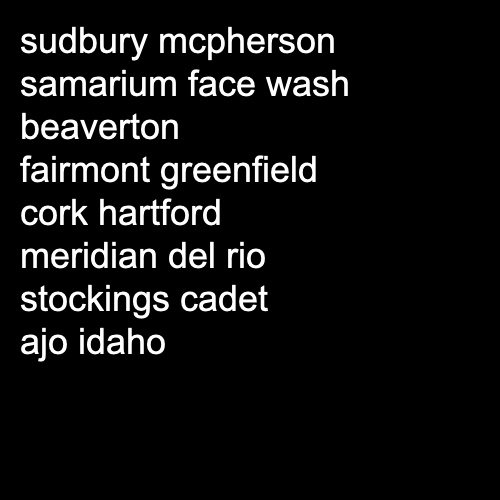 sudbury mcpherson
samarium face wash
beaverton
fairmont greenfield
cork hartford
meridian del rio
stockings cadet
ajo idaho